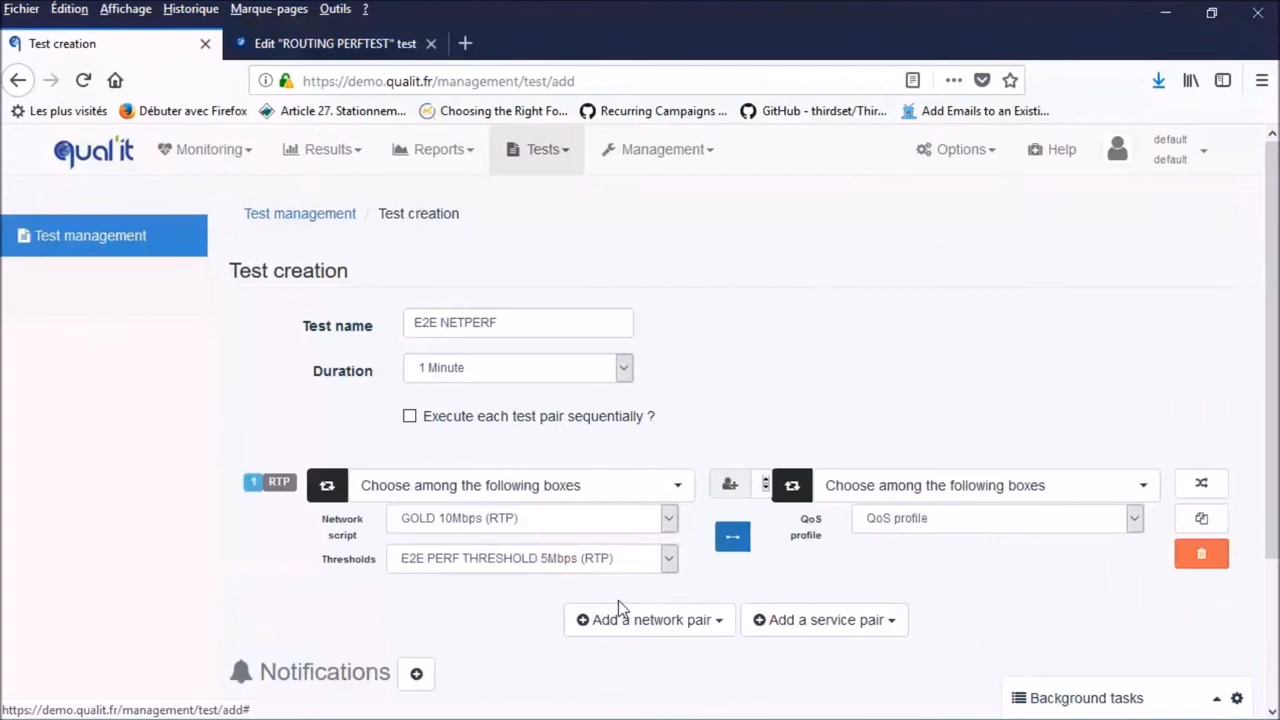 Fichier Édition Affichage Historique Marque-pages Outils ?
Test creation
Edit "ROUTING PERFTEST" test
https://demo.qualit.fr/management/test/add
Les plus visités Débuter avec Firefox Article 27. Stationnem... Choosing the Right Fo... Recurring Campaigns ... GitHub - thirdset/Thir... Add Emails to an Existi...
qual'it Monitoring Results Reports Tests Management Options Help default
default
Test management
Test management / Test creation
Test creation
Test name E2E NETPERF
Duration 1 Minute
Execute each test pair sequentially ?
1 RTP Choose among the following boxes Choose among the following boxes
Network script GOLD 10Mbps (RTP) QoS profile QoS profile
Thresholds E2E PERF THRESHOLD 5Mbps (RTP)
Add a network pair Add a service pair
Notifications
Background tasks
https://demo.qualit.fr/management/test/add#